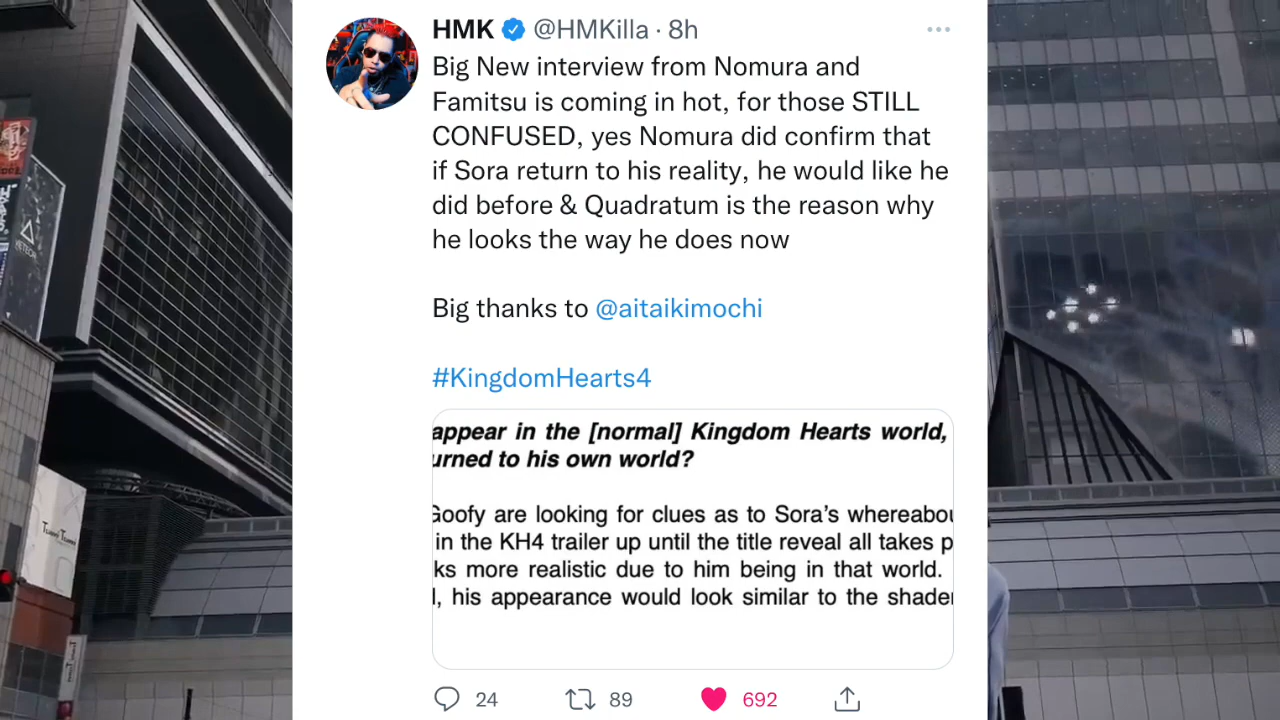 HMK @HMKilla · 8h
Big New interview from Nomura and
Famitsu is coming in hot, for those STILL
CONFUSED, yes Nomura did confirm that
if Sora return to his reality, he would like he
did before & Quadratum is the reason why
he looks the way he does now
Big thanks to @aitaikimochi
#KingdomHearts4
appear in the [normal] Kingdom Hearts world,
urned to his own world?
Goofy are looking for clues as to Sora's whereabou
in the KH4 trailer up until the title reveal all takes p
ks more realistic due to him being in that world.
l, his appearance would look similar to the shader
24 89 692